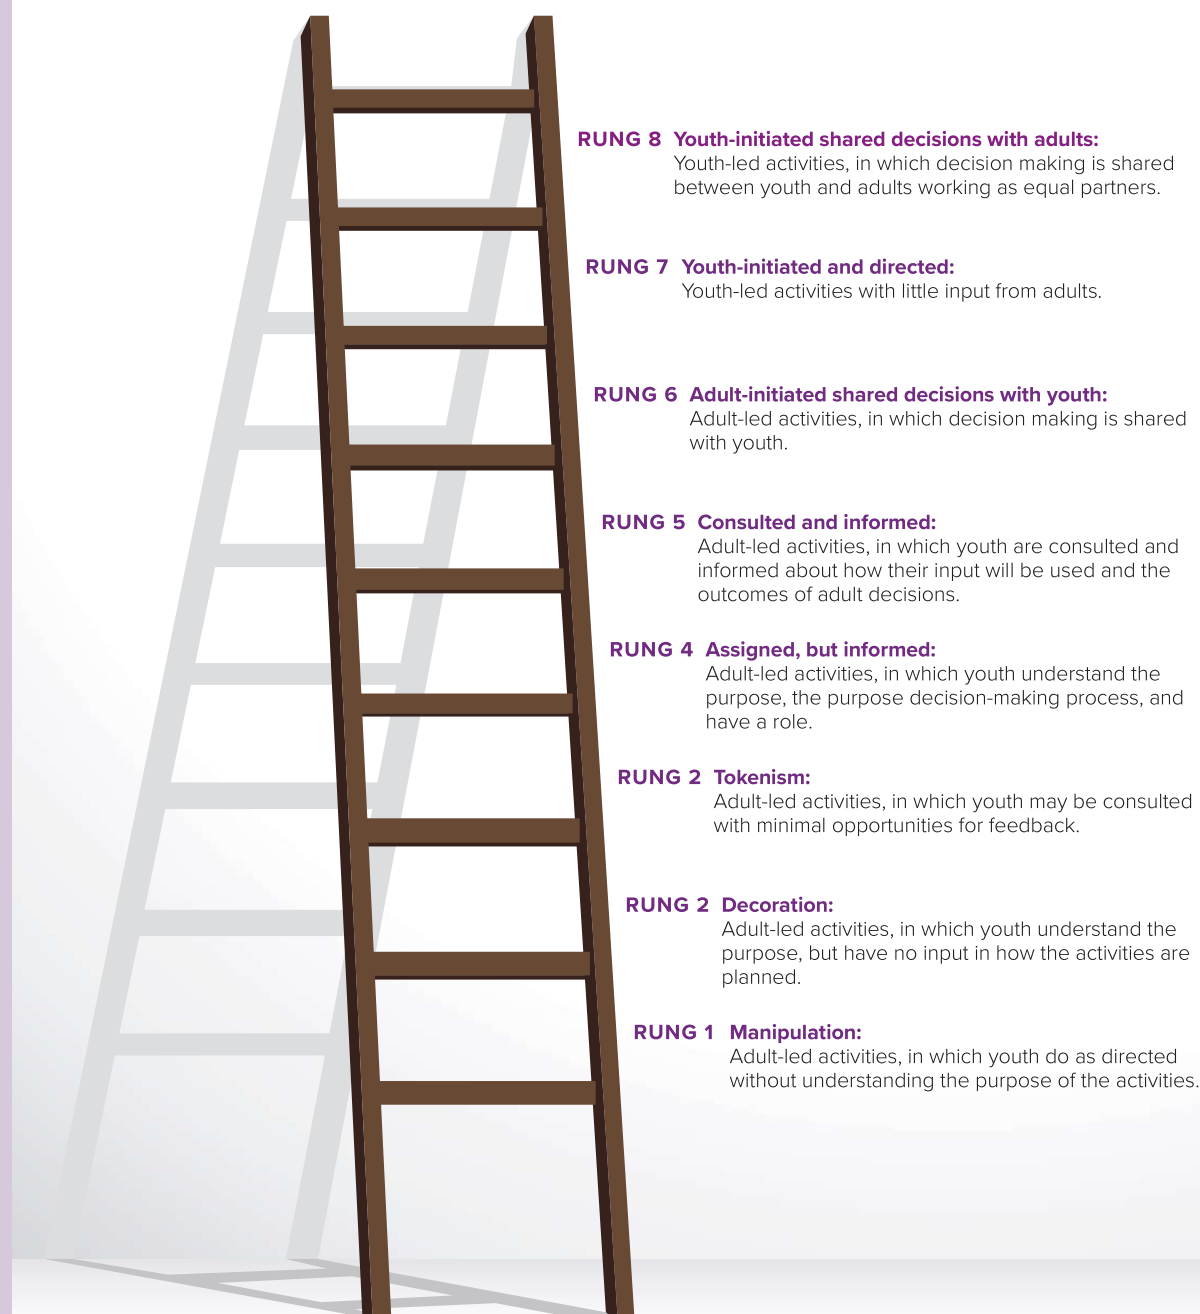 RUNG 8 Youth-initiated shared decisions with adults:
Youth-led activities, in which decision making is shared
between youth and adults working as equal partners.
RUNG 7 Youth-initiated and directed:
Youth-led activities with little input from adults.
RUNG 6 Adult-initiated shared decisions with youth:
Adult-led activities, in which decision making is shared
with youth.
RUNG 5 Consulted and informed:
Adult-led activities, in which youth are consulted and
informed about how their input will be used and the
outcomes of adult decisions.
RUNG 4 Assigned, but informed:
Adult-led activities, in which youth understand the
purpose, the purpose decision-making process, and
have a role.
RUNG 2 Tokenism:
Adult-led activities, in which youth may be consulted
with minimal opportunities for feedback.
RUNG 2 Decoration:
Adult-led activities, in which youth understand the
purpose, but have no input in how the activities are
planned.
RUNG 1 Manipulation:
Adult-led activities, in which youth do as directed
without understanding the purpose of the activities.